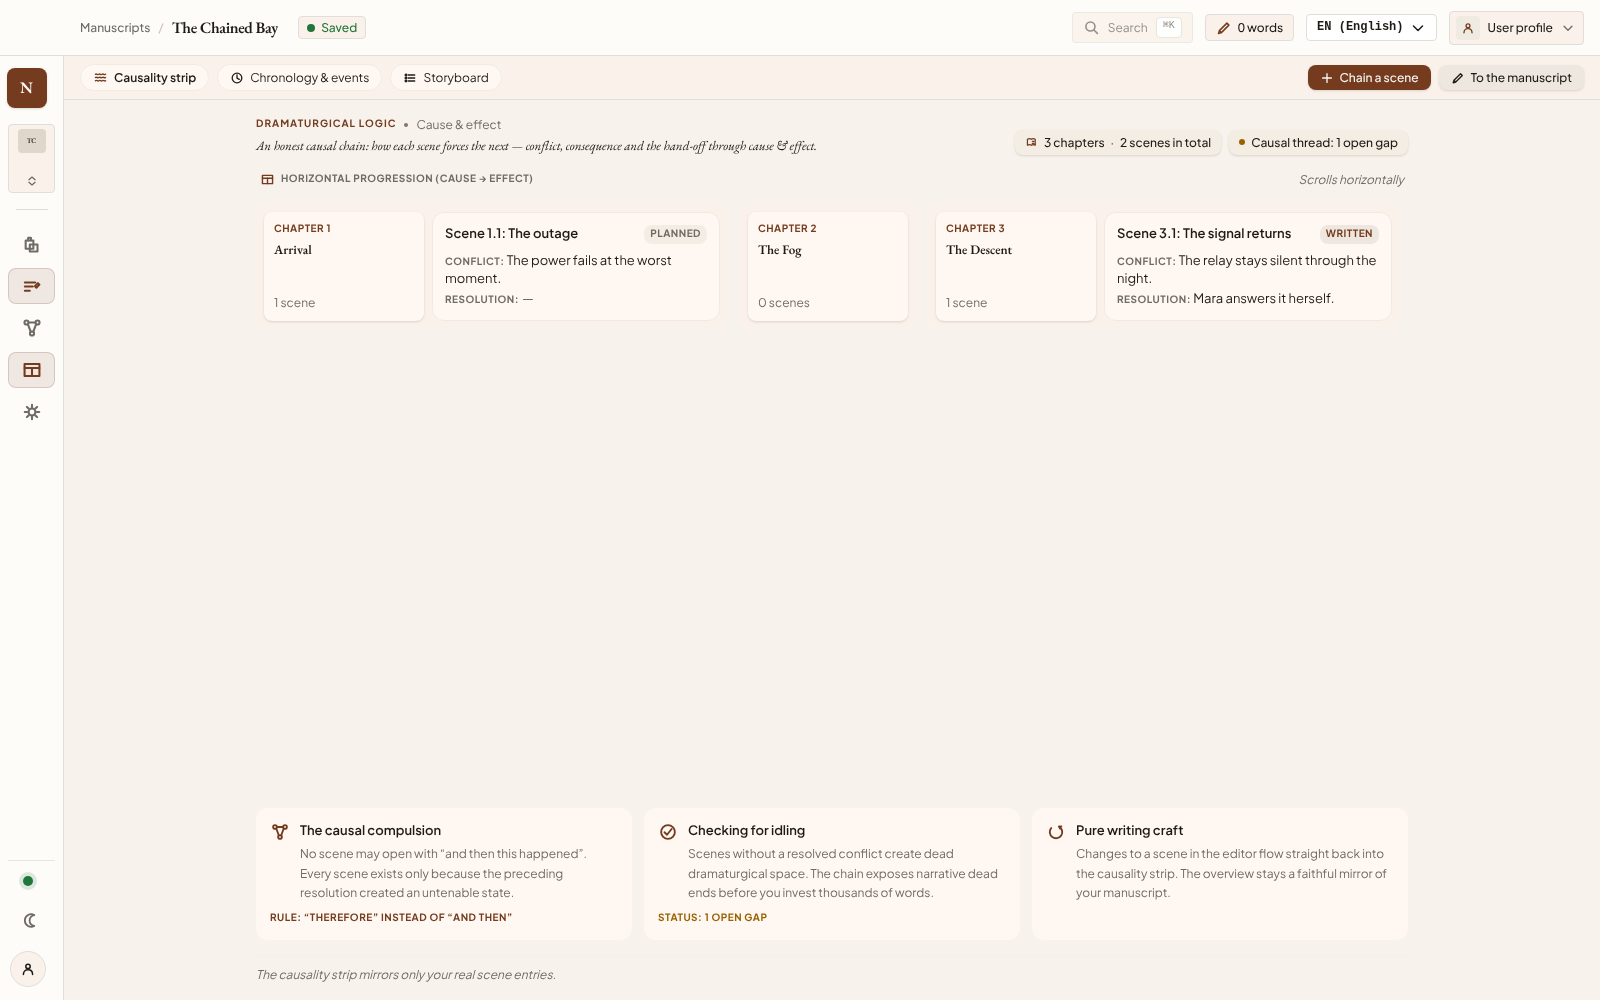 Manuscripts / The Chained Bay
Saved
Search ⌘K
0 words
EN (English)
User profile
N
Causality strip
Chronology & events
Storyboard
Chain a scene
To the manuscript
TC
DRAMATURGICAL LOGIC • Cause & effect
An honest causal chain: how each scene forces the next — conflict, consequence and the hand-off through cause & effect.
3 chapters · 2 scenes in total
Causal thread: 1 open gap
HORIZONTAL PROGRESSION (CAUSE → EFFECT)
Scrolls horizontally
CHAPTER 1
Arrival
1 scene
Scene 1.1: The outage
PLANNED
CONFLICT: The power fails at the worst
moment.
RESOLUTION: —
CHAPTER 2
The Fog
0 scenes
CHAPTER 3
The Descent
1 scene
Scene 3.1: The signal returns
WRITTEN
CONFLICT: The relay stays silent through the
night.
RESOLUTION: Mara answers it herself.
The causal compulsion
No scene may open with “and then this happened”.
Every scene exists only because the preceding
resolution created an untenable state.
RULE: “THEREFORE” INSTEAD OF “AND THEN”
Checking for idling
Scenes without a resolved conflict create dead
dramaturgical space. The chain exposes narrative dead
ends before you invest thousands of words.
STATUS: 1 OPEN GAP
Pure writing craft
Changes to a scene in the editor flow straight back into
the causality strip. The overview stays a faithful mirror of
your manuscript.
The causality strip mirrors only your real scene entries.